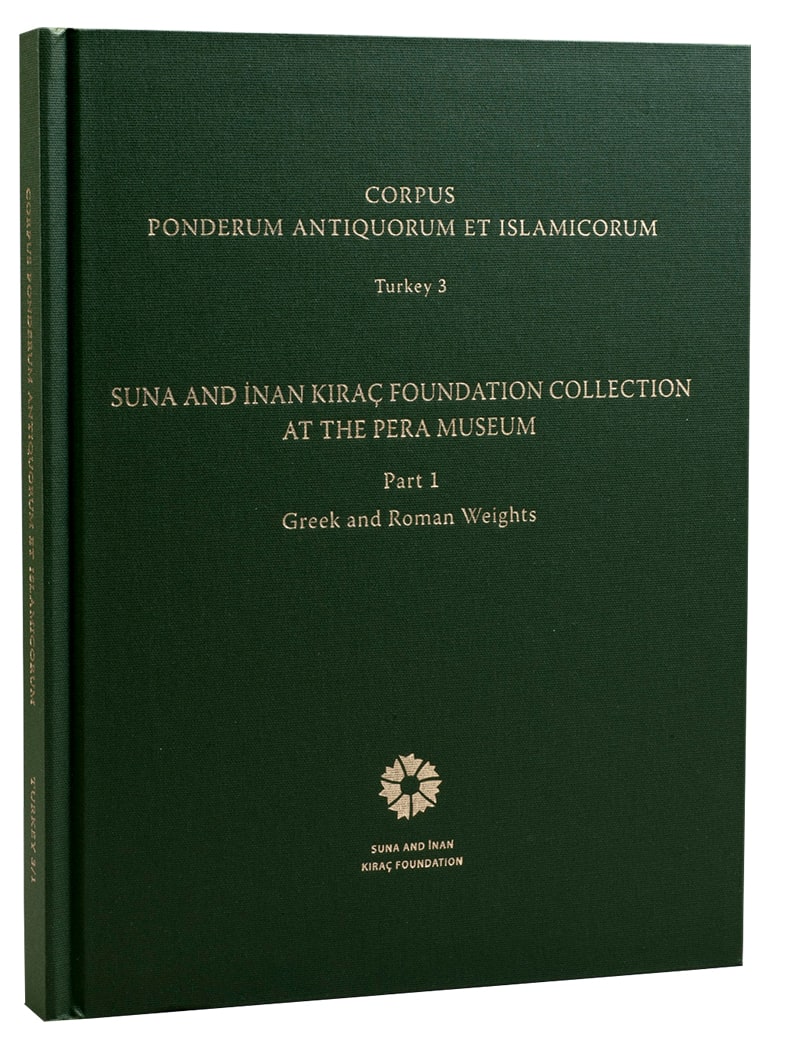 CORPUS PONDERUM ANTIQUORUM ET ISLAMICORUM TURKEY 3/1
CORPUS
PONDERUM ANTIQUORUM ET ISLAMICORUM
Turkey 3
SUNA AND İNAN KIRAÇ FOUNDATION COLLECTION
AT THE PERA MUSEUM
Part 1
Greek and Roman Weights
SUNA AND İNAN
KIRAÇ FOUNDATION